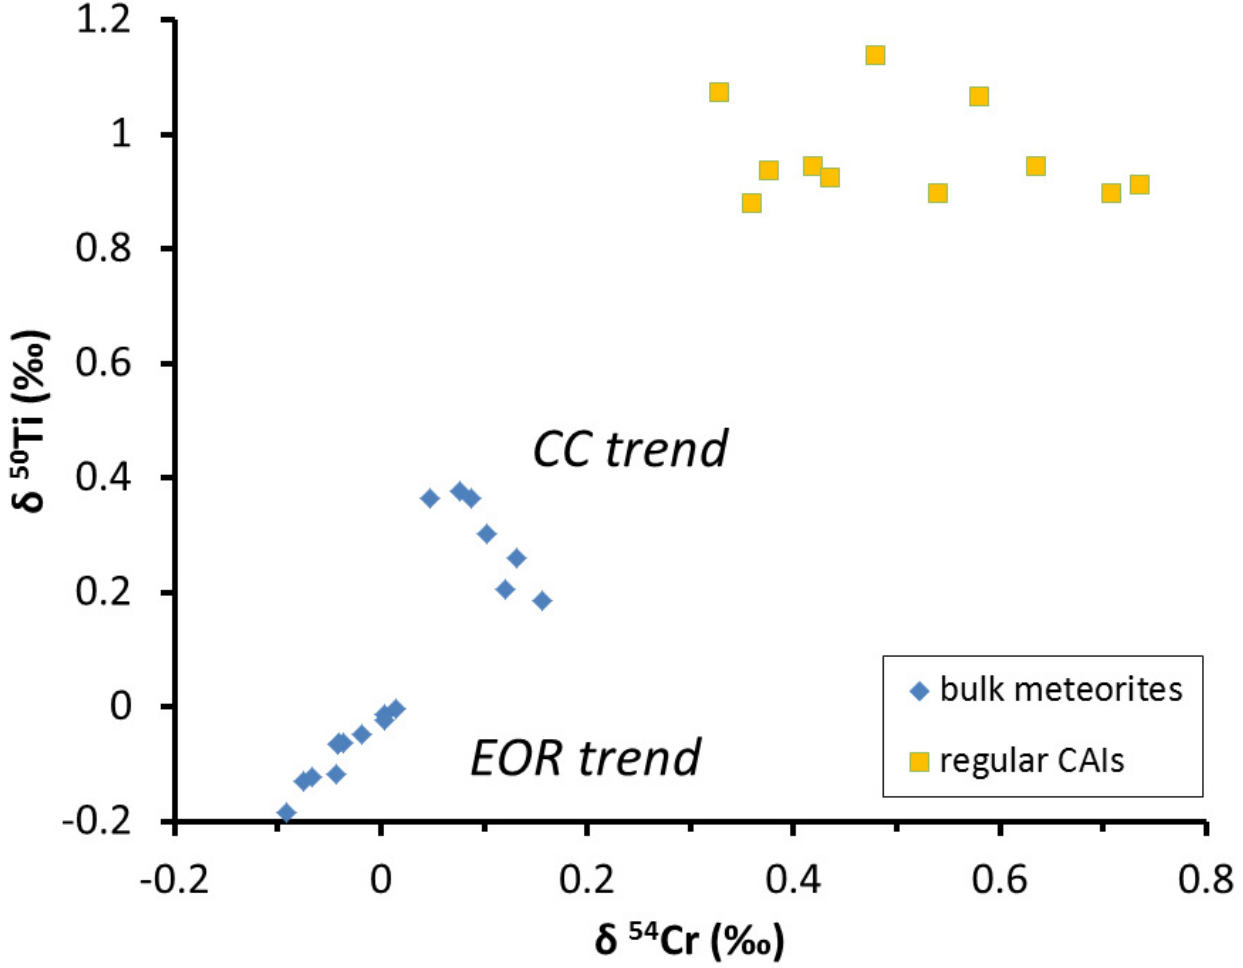 1.2
1
0.8
0.6
0.4
0.2
0
-0.2
δ ⁵⁰Ti (‰)
CC trend
EOR trend
bulk meteorites
regular CAIs
-0.2 0 0.2 0.4 0.6 0.8
δ ⁵⁴Cr (‰)